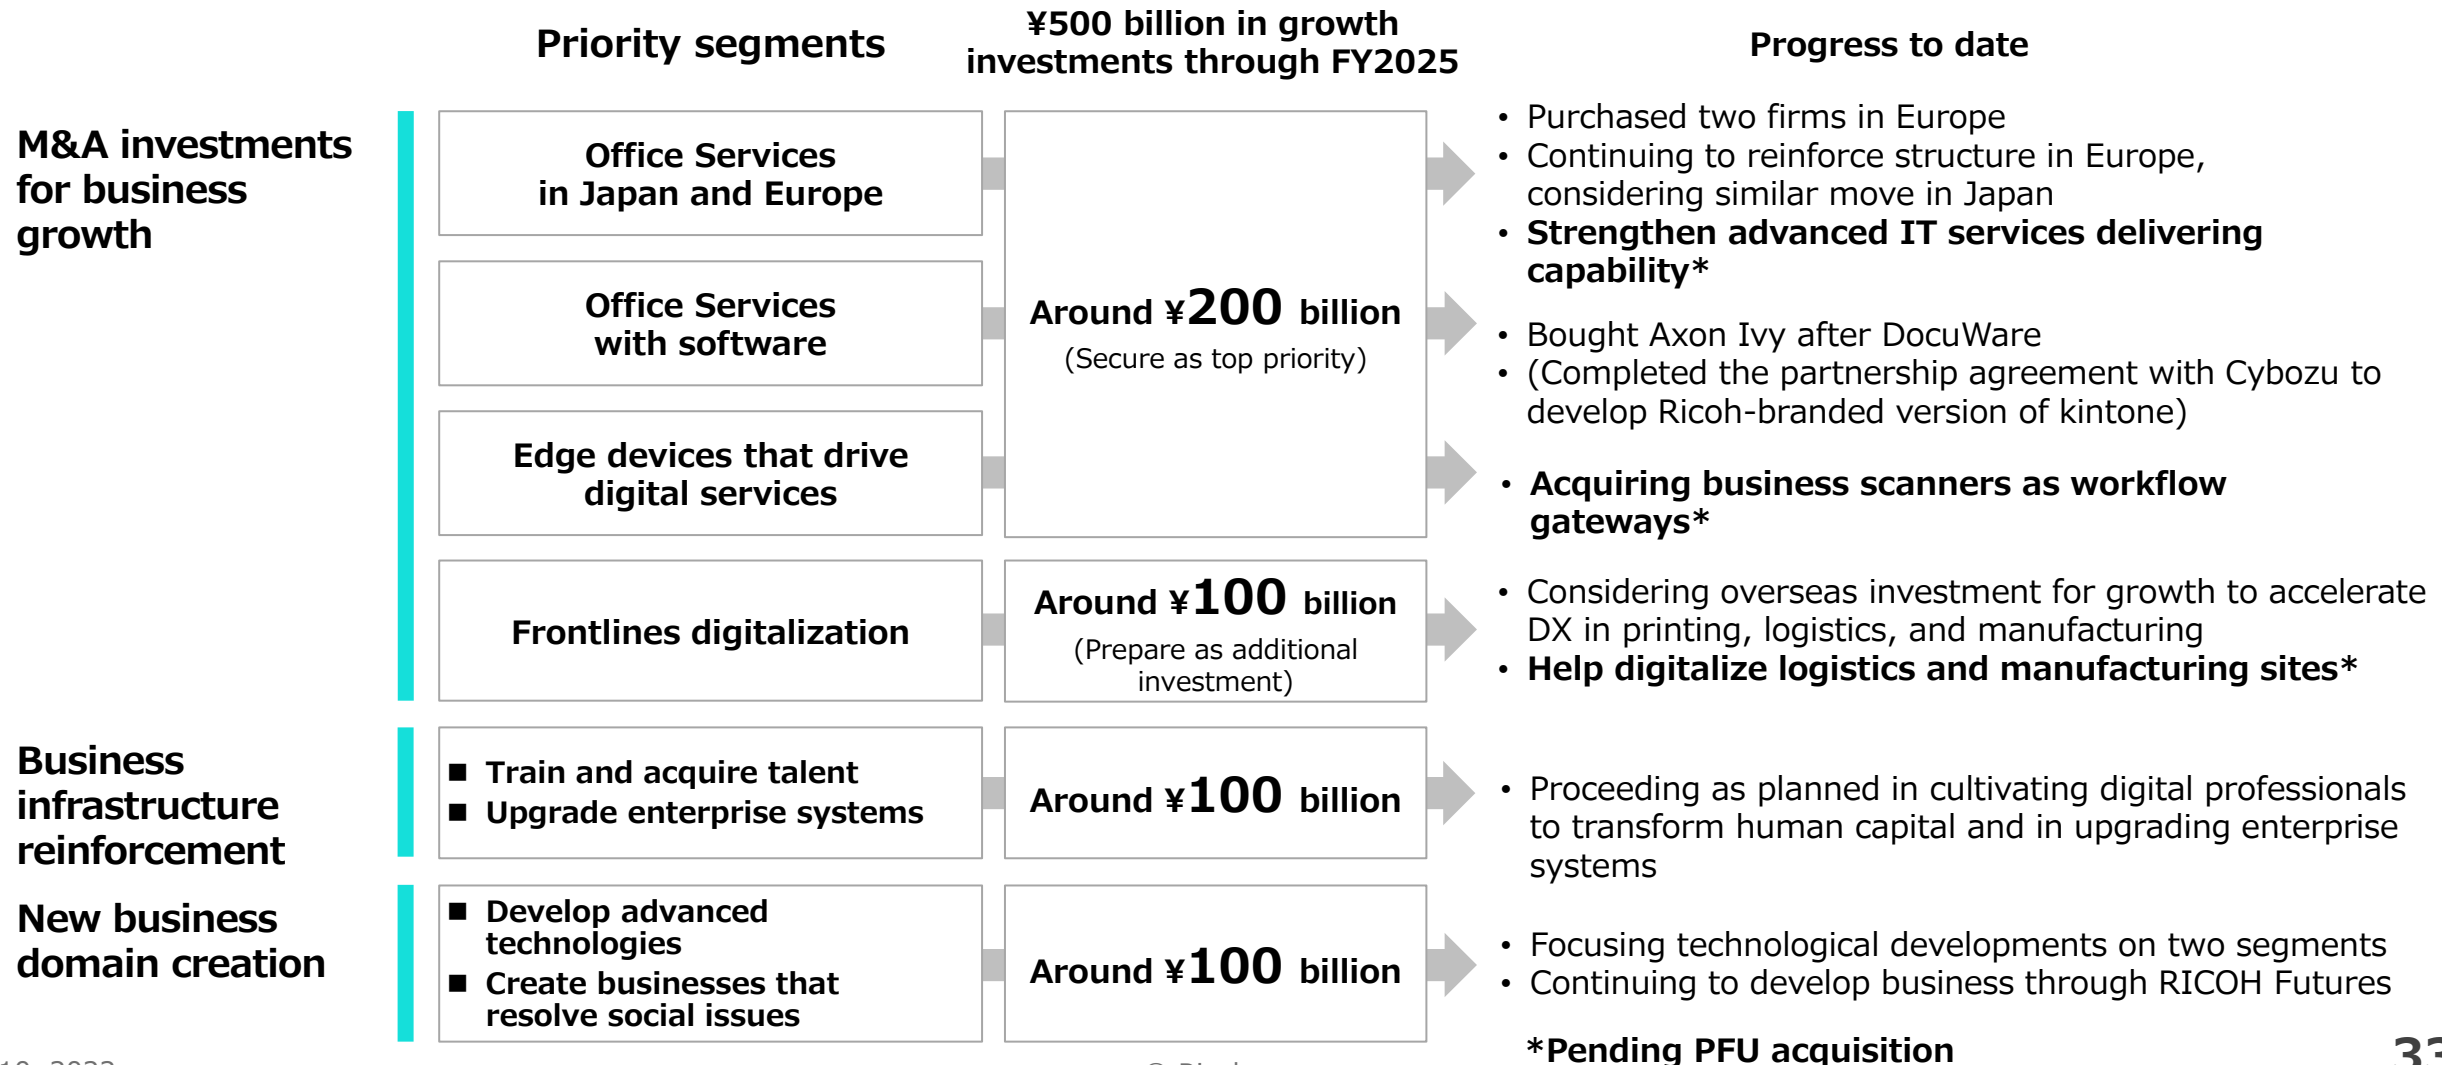 Priority segments
¥500 billion in growth
investments through FY2025
Progress to date
M&A investments
for business
growth
Office Services
in Japan and Europe
Office Services
with software
Edge devices that drive
digital services
Around ¥200 billion
(Secure as top priority)
• Purchased two firms in Europe
• Continuing to reinforce structure in Europe,
considering similar move in Japan
• Strengthen advanced IT services delivering
capability*
• Bought Axon Ivy after DocuWare
• (Completed the partnership agreement with Cybozu to
develop Ricoh-branded version of kintone)
• Acquiring business scanners as workflow
gateways*
Frontlines digitalization
Around ¥100 billion
(Prepare as additional
investment)
• Considering overseas investment for growth to accelerate
DX in printing, logistics, and manufacturing
• Help digitalize logistics and manufacturing sites*
Business
infrastructure
reinforcement
■ Train and acquire talent
■ Upgrade enterprise systems
Around ¥100 billion
• Proceeding as planned in cultivating digital professionals
to transform human capital and in upgrading enterprise
systems
New business
domain creation
■ Develop advanced
technologies
■ Create businesses that
resolve social issues
Around ¥100 billion
• Focusing technological developments on two segments
• Continuing to develop business through RICOH Futures
*Pending PFU acquisition
33